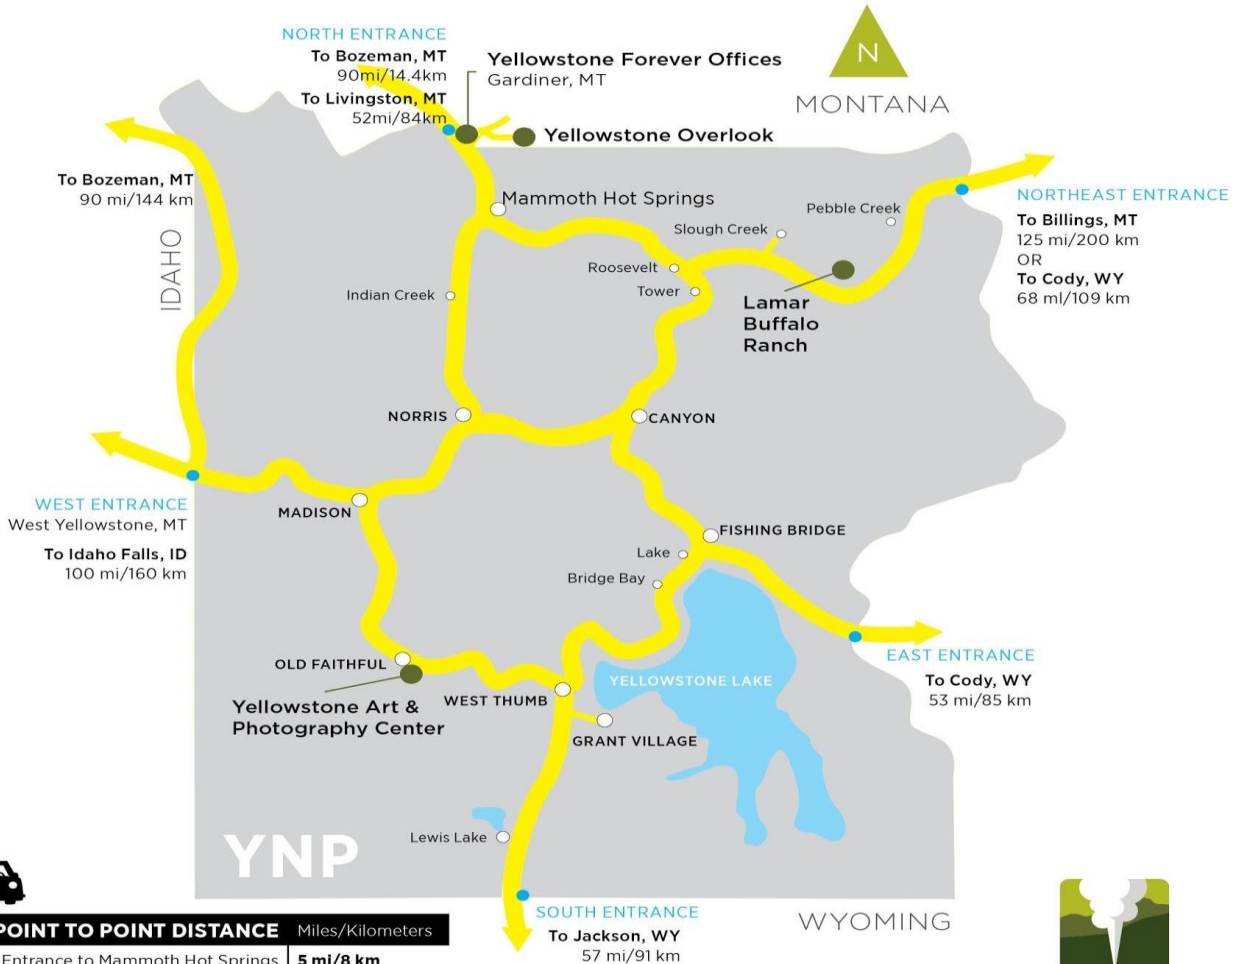 NORTH ENTRANCE
To Bozeman, MT
90mi/14.4km
To Livingston, MT
52mi/84km
Yellowstone Forever Offices
Gardiner, MT
N
MONTANA
Yellowstone Overlook
To Bozeman, MT
90 mi/144 km
IDAHO
Mammoth Hot Springs
Pebble Creek
Slough Creek
NORTHEAST ENTRANCE
To Billings, MT
125 mi/200 km
OR
To Cody, WY
68 ml/109 km
Roosevelt
Tower
Indian Creek
Lamar
Buffalo
Ranch
NORRIS
CANYON
WEST ENTRANCE
West Yellowstone, MT
To Idaho Falls, ID
100 mi/160 km
MADISON
FISHING BRIDGE
Lake
Bridge Bay
EAST ENTRANCE
To Cody, WY
53 mi/85 km
OLD FAITHFUL
YELLOWSTONE LAKE
Yellowstone Art &
Photography Center
WEST THUMB
GRANT VILLAGE
Lewis Lake
YNP
SOUTH ENTRANCE
To Jackson, WY
57 mi/91 km
WYOMING
POINT TO POINT DISTANCE Miles/Kilometers
Entrance to Mammoth Hot Springs 5 mi/8 km